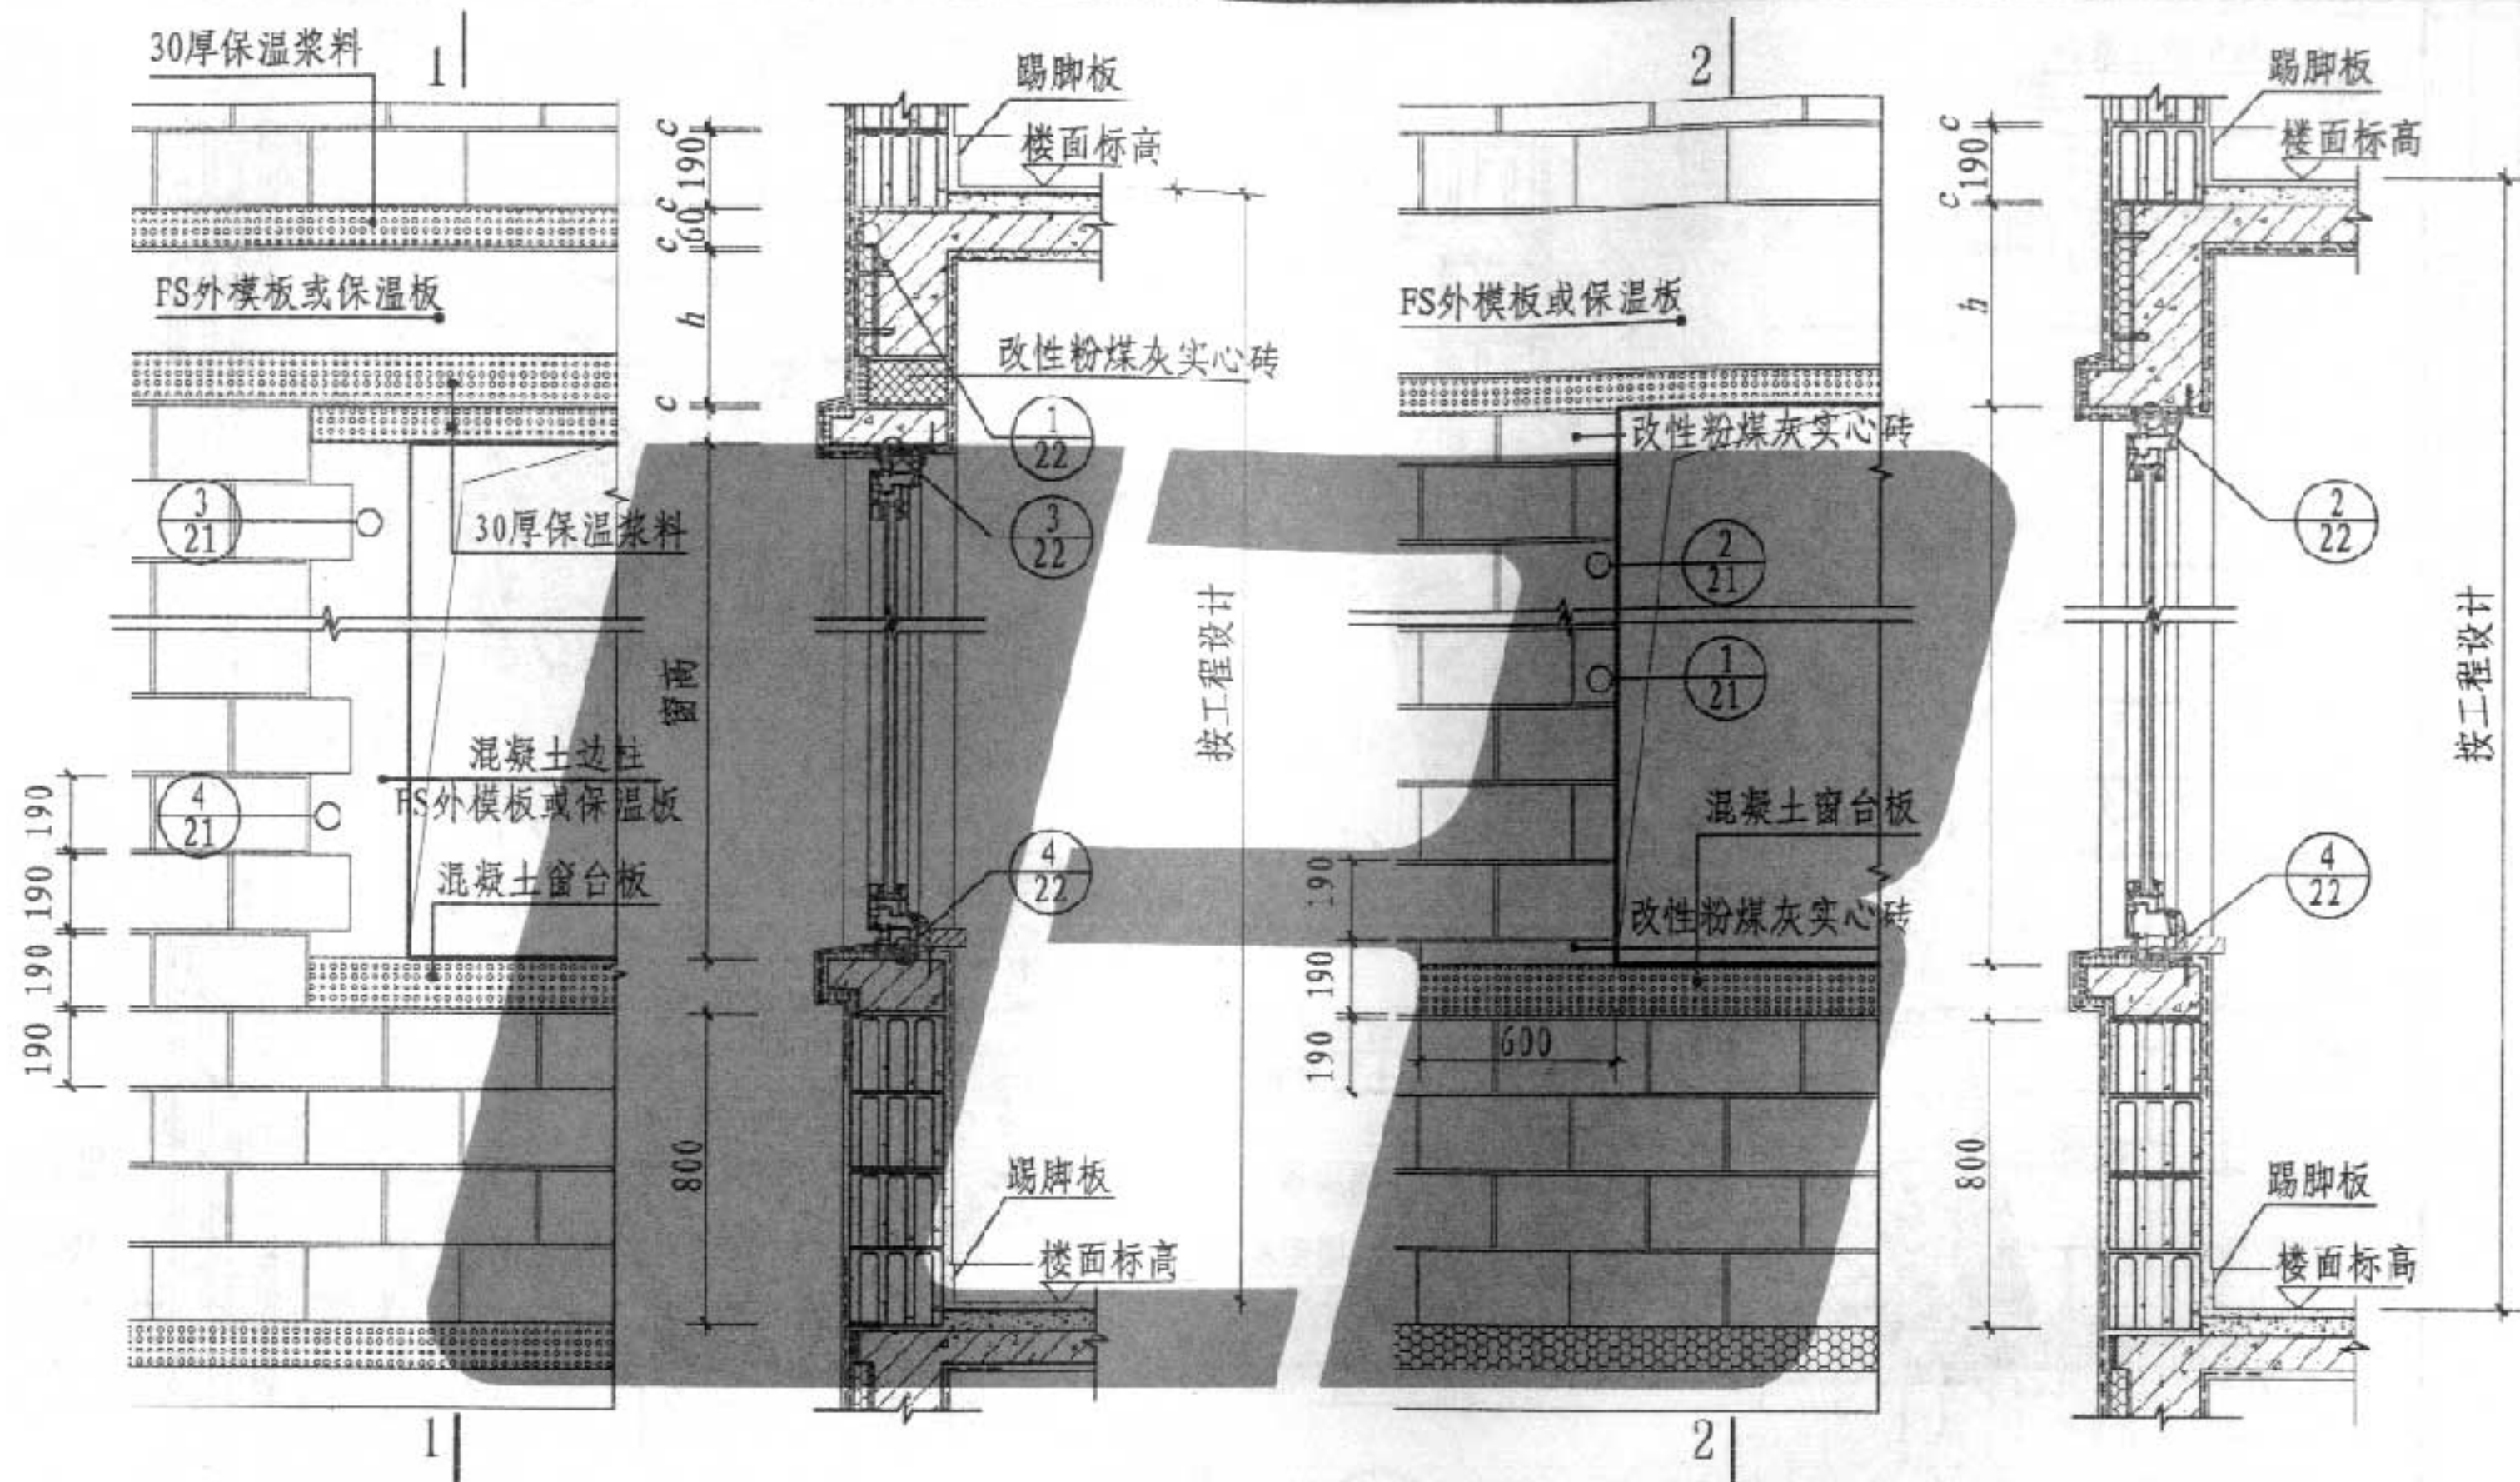 30厚保温浆料
1
踢脚板
楼面标高
c
190
c
60
c
h
c
FS外模板或保温板
改性粉煤灰实心砖
1
22
3
21
30厚保温浆料
3
22
窗高
按工程设计
混凝土边柱
FS外模板或保温板
4
21
190
190
190
190
混凝土窗台板
4
22
800
踢脚板
楼面标高
1
2
踢脚板
楼面标高
c
190
c
h
FS外模板或保温板
改性粉煤灰实心砖
2
22
2
21
1
21
按工程设计
混凝土窗台板
190
190
190
改性粉煤灰实心砖
4
22
600
800
踢脚板
楼面标高
2